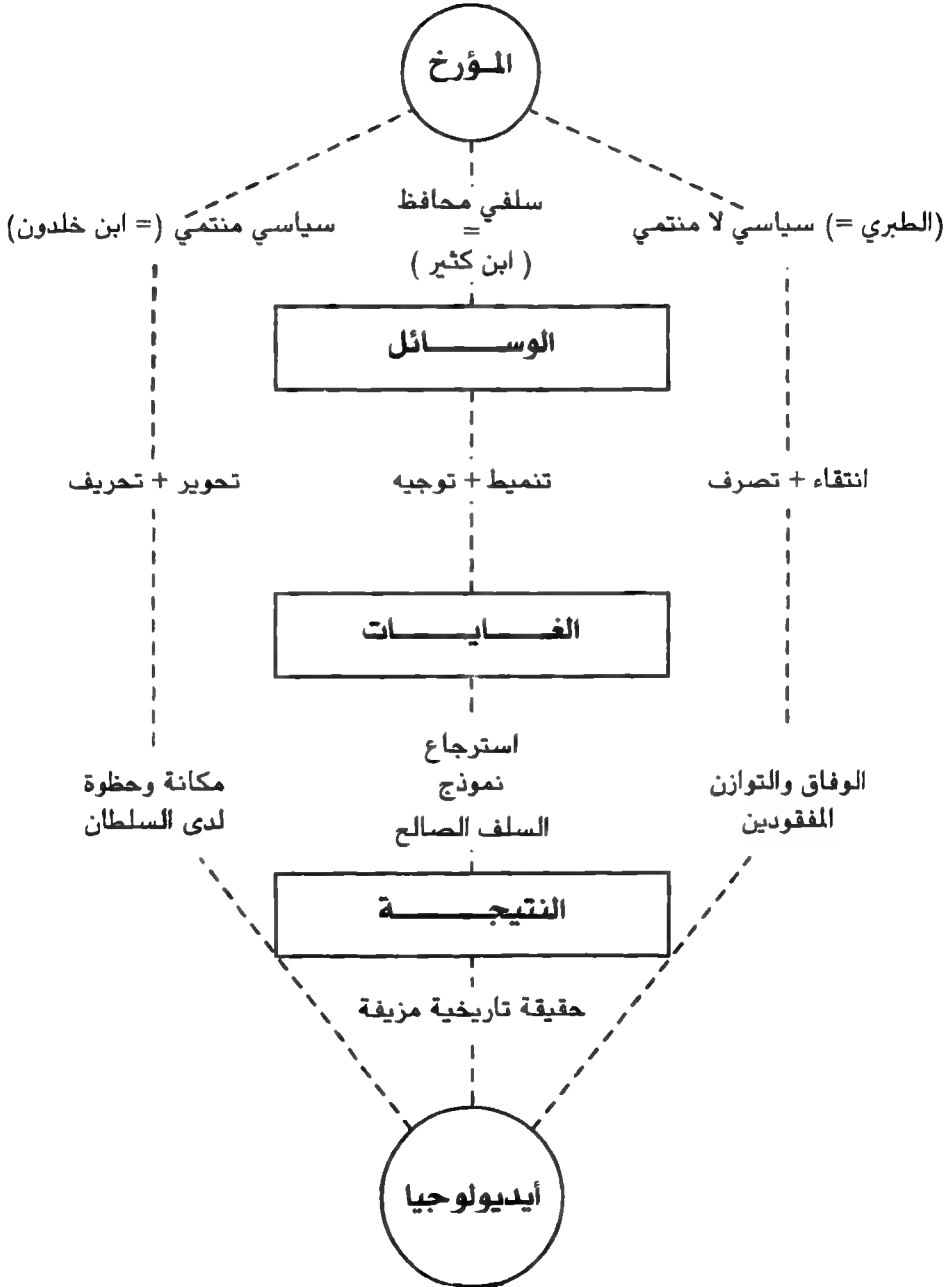 المؤرخ
(الطبري =) سياسي لا منتمي
سلفي محافظ
=
( ابن كثير )
سياسي منتمي (= ابن خلدون)
الوسائل
انتقاء + تصرف
تنميط + توجيه
تحوير + تحريف
الغايات
الوفاق والتوازن
المفقودين
استرجاع
نموذج
السلف الصالح
مكانة وحظوة
لدى السلطان
النتيجة
حقيقة تاريخية مزيفة
أيديولوجيا